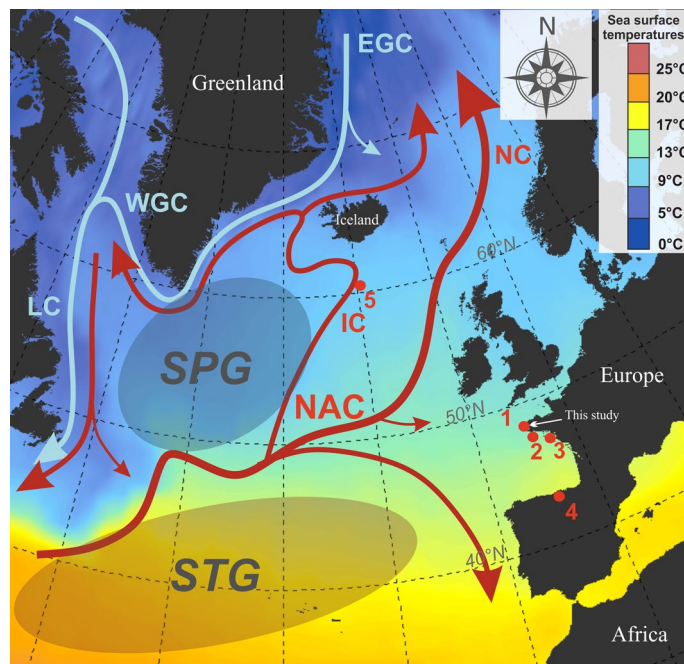 Sea surface
temperatures
N
25°C
20°C
17°C
13°C
9°C
5°C
0°C
EGC
Greenland
NC
WGC
Iceland
60°N
LC
5
IC
SPG
Europe
NAC
50°N
1
This study
2
3
4
40°N
STG
Africa